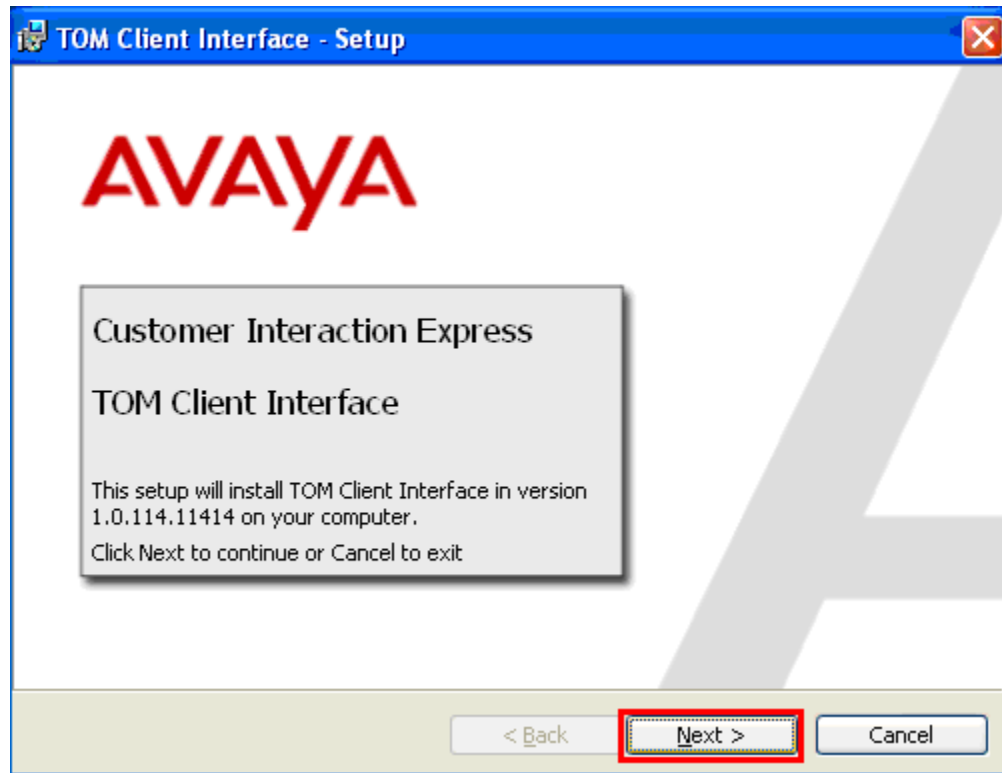 TOM Client Interface - Setup
AVAYA
Customer Interaction Express
TOM Client Interface
This setup will install TOM Client Interface in version
1.0.114.11414 on your computer.
Click Next to continue or Cancel to exit
< Back
Next >
Cancel